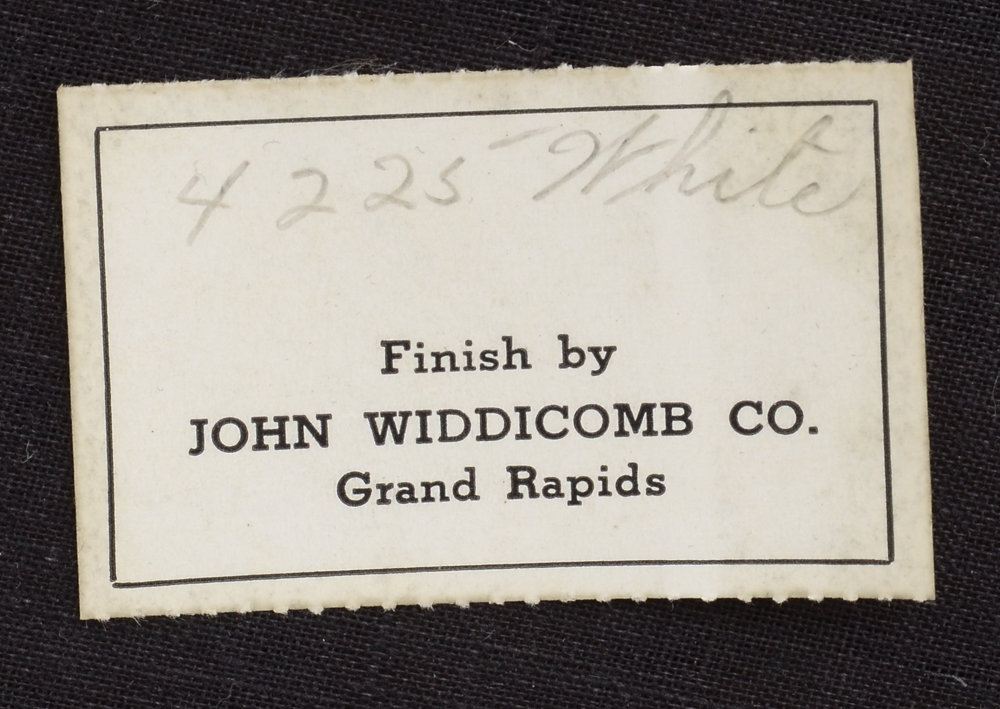 4225 White
Finish by
JOHN WIDDICOMB CO.
Grand Rapids